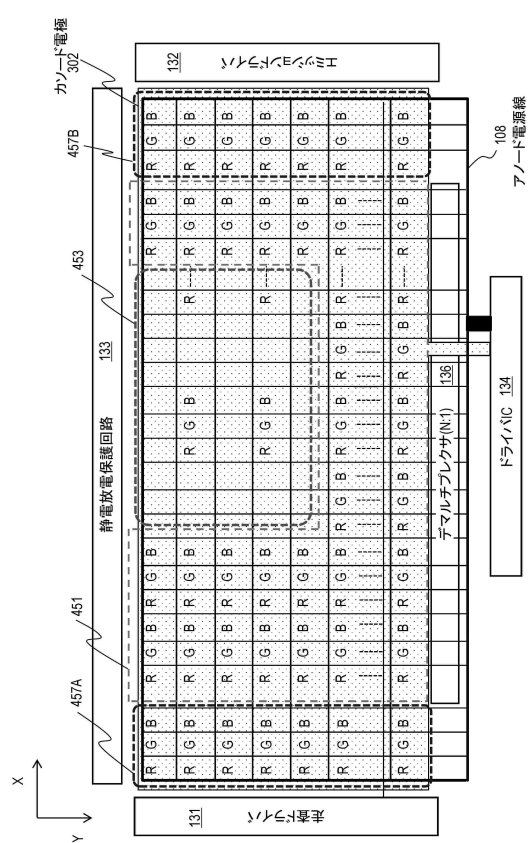 X
Y
457A
451
静電放電保護回路 133
453
457B
カソード電極
302
131
走査ドライバ
132
エミッションドライバ
R G B R G B R G B R G B R G B
R G B R G B R G B R G B R R G B R G B
R G B R G B R G B R G B R G B
R G B R G B R G B R G B R R G B R G B
R G B R G B R G B R G B R G B
R G B R G B R G B R G B R G B R G B R R G B R G B
R G B R G B R G B R G B R G B R G B R R G B R G B
デマルチプレクサ(N:1) 136
108
アノード電源線
ドライバIC 134